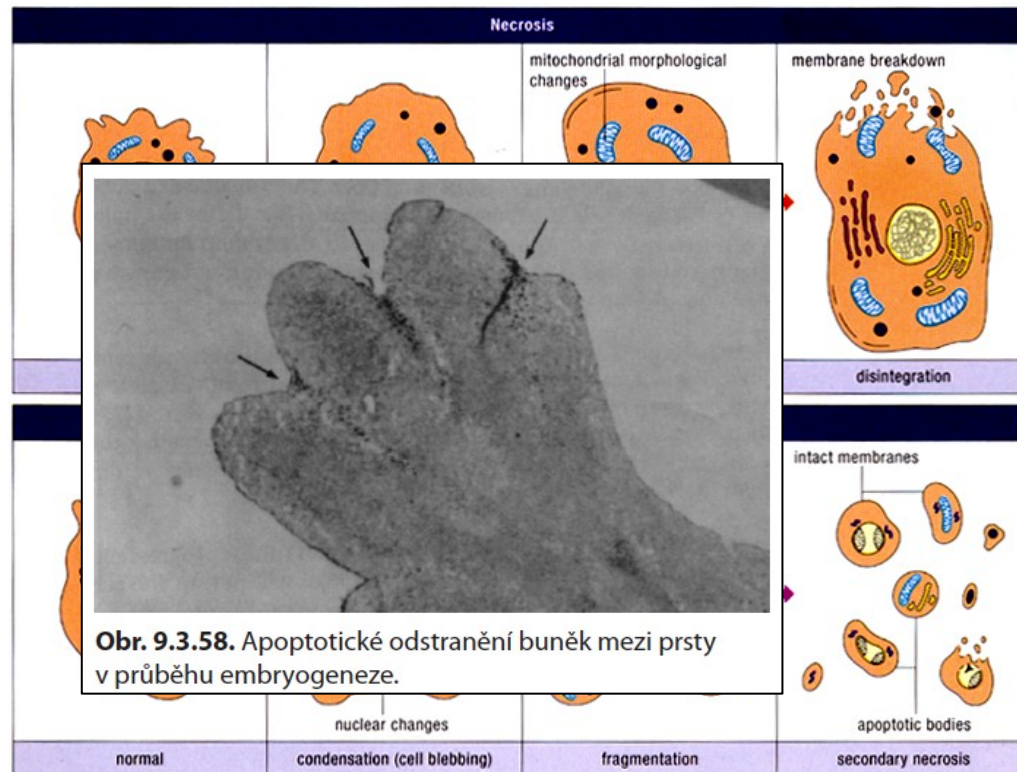 Necrosis
mitochondrial morphological
changes
membrane breakdown
disintegration
Obr. 9.3.58. Apoptotické odstranění buněk mezi prsty
v průběhu embryogeneze.
intact membranes
nuclear changes
apoptotic bodies
normal
condensation (cell blebbing)
fragmentation
secondary necrosis